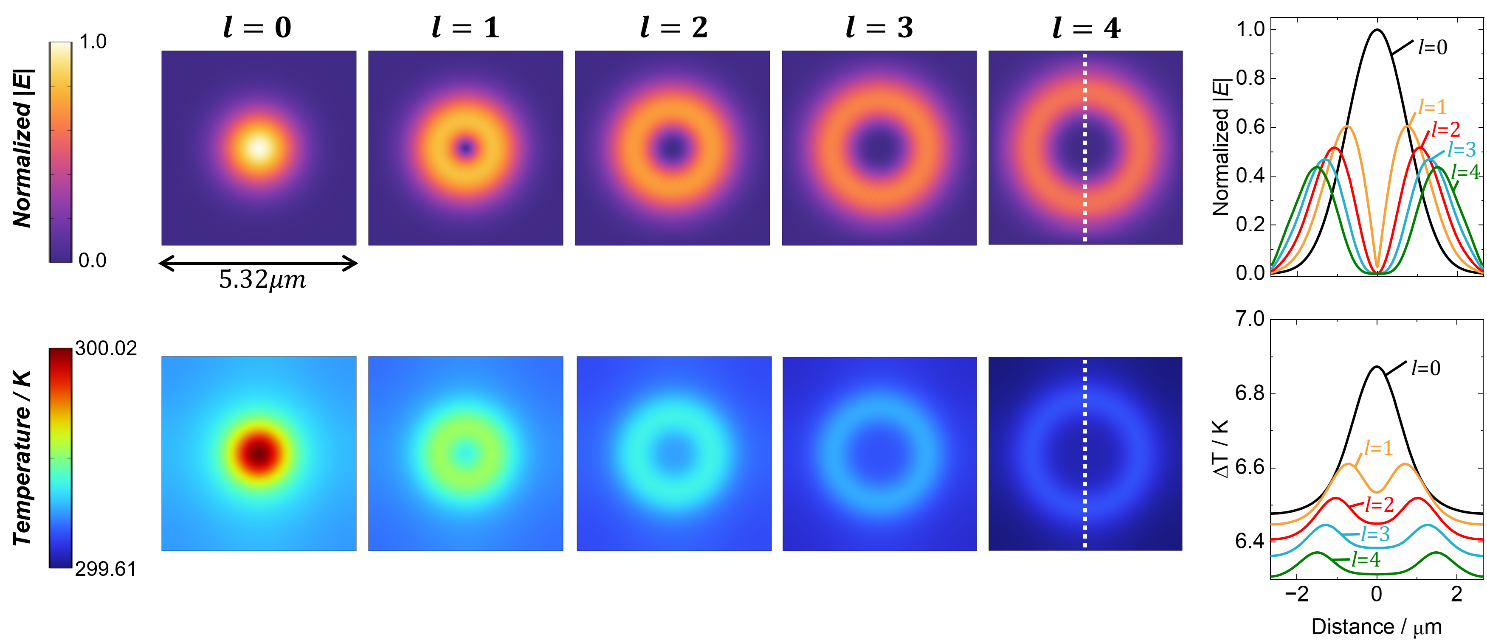 l = 0
l = 1
l = 2
l = 3
l = 4
Normalized |E|
1.0
0.0
5.32μm
Normalized |E|
1.0
0.8
0.6
0.4
0.2
0.0
l=0
l=1
l=2
l=3
l=4
Temperature / K
300.02
299.61
ΔT / K
7.0
6.8
6.6
6.4
l=0
l=1
l=2
l=3
l=4
−2
0
2
Distance / μm